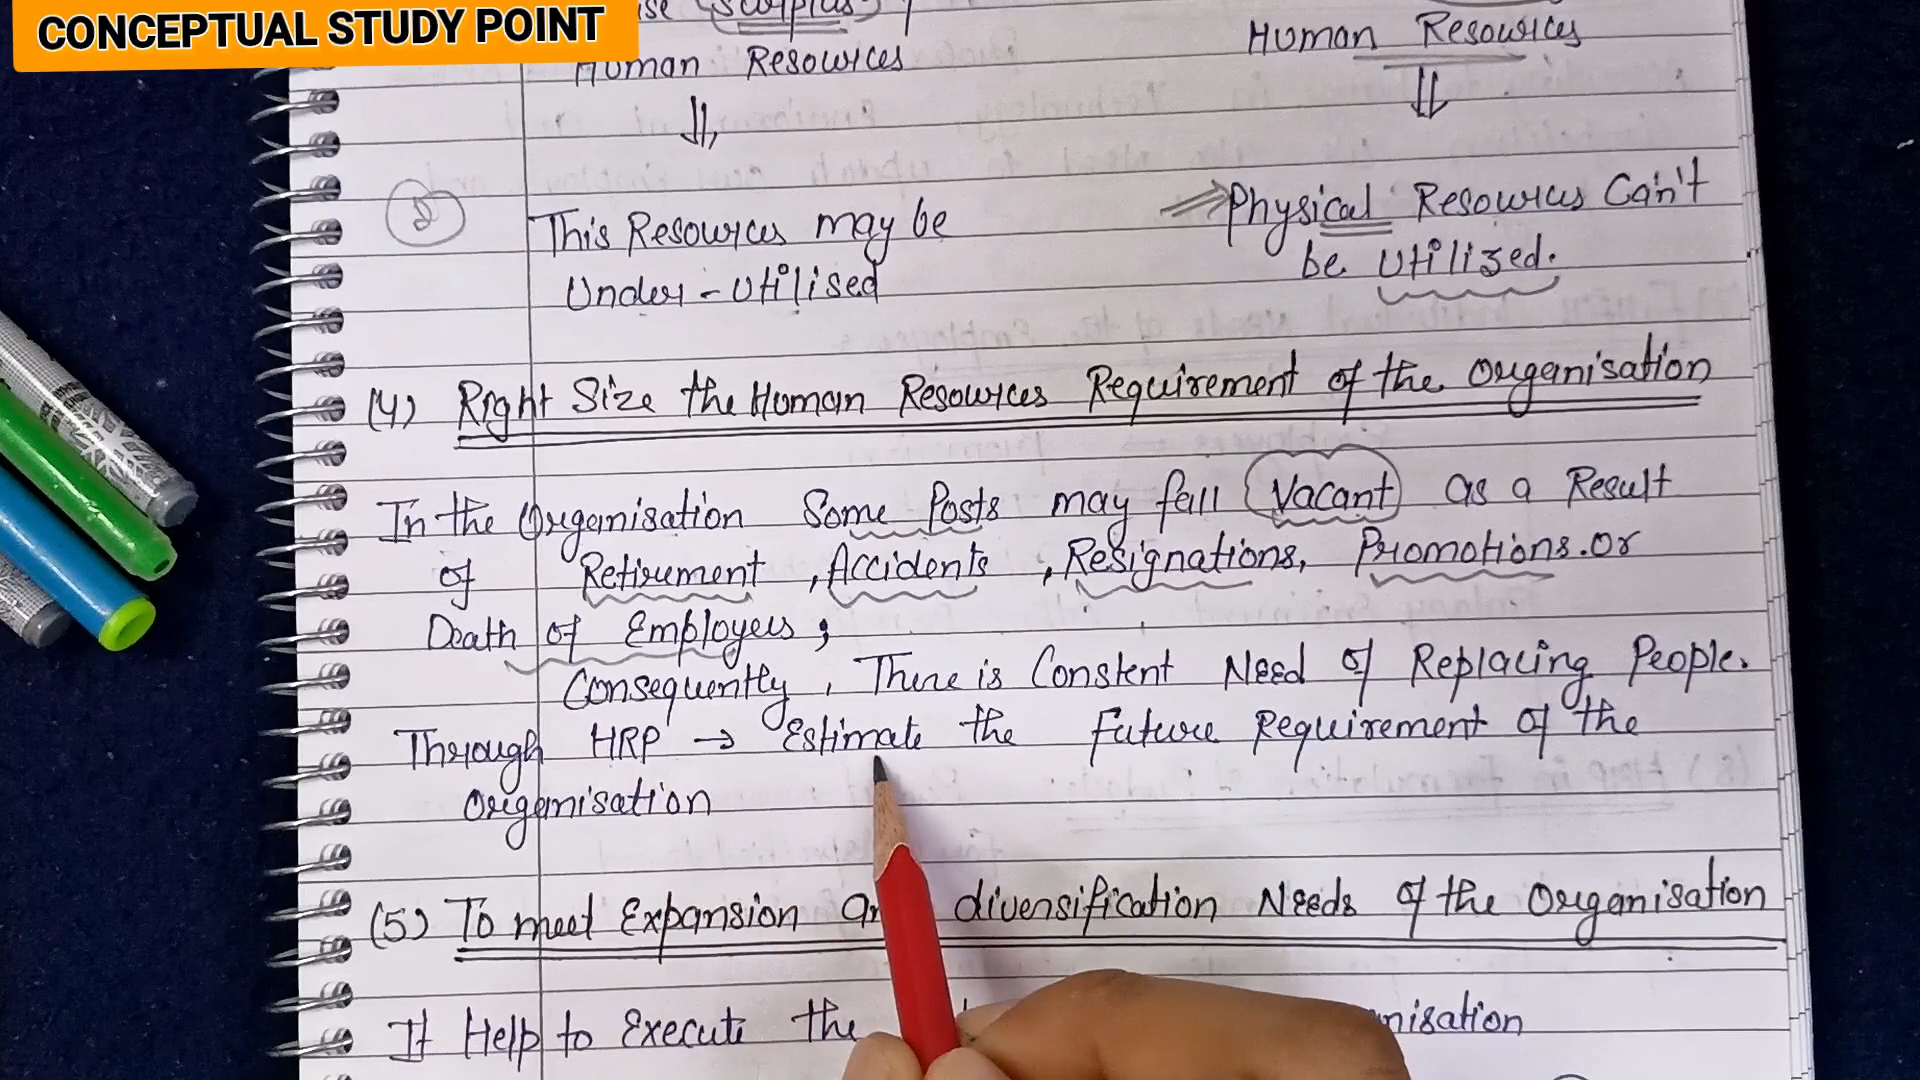 CONCEPTUAL STUDY POINT
Surplus
Human Resources
Human Resources
This Resources may be
Under-utilised
Physical Resources Can't
be utilized.
(4) Right Size the Human Resources Requirement of the Organisation
In the Organisation Some Posts may fall Vacant as a Result
of Retirement, Accidents, Resignations, Promotions. or
Death of Employees;
Consequently, There is Constent Need of Replacing People.
Through HRP → Estimate the Future Requirement of the
Organisation
(5) To meet Expansion diversification Needs of the Organisation
It Help to Execute the